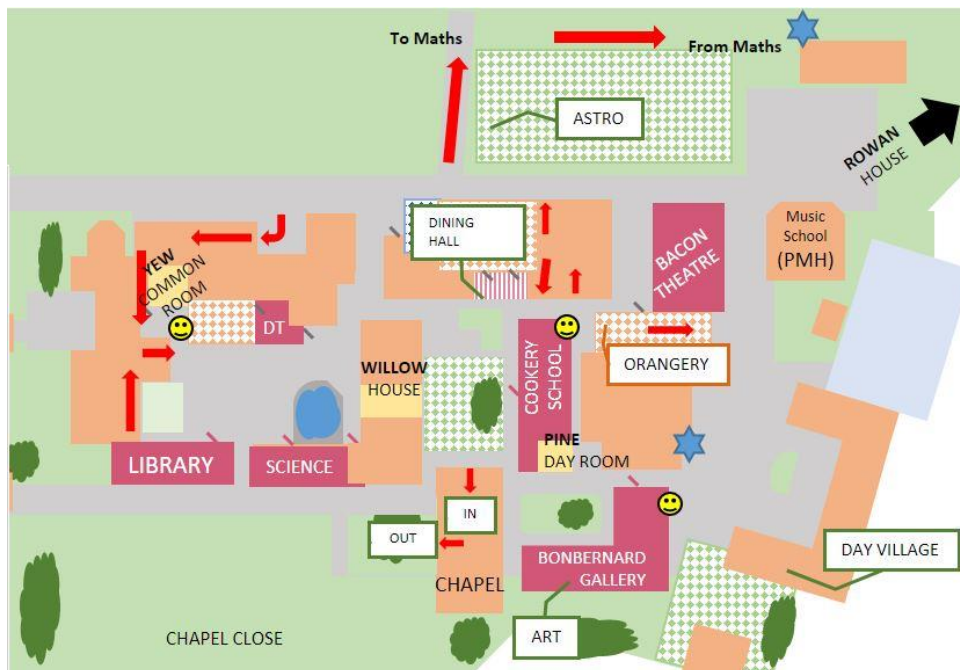 To Maths
From Maths
ASTRO
ROWAN
HOUSE
DINING
HALL
Music
School
(PMH)
BACON
THEATRE
YEW
COMMON
ROOM
DT
WILLOW
HOUSE
COOKERY
SCHOOL
ORANGERY
PINE
DAY ROOM
LIBRARY
SCIENCE
IN
OUT
CHAPEL
BONBERNARD
GALLERY
DAY VILLAGE
CHAPEL CLOSE
ART